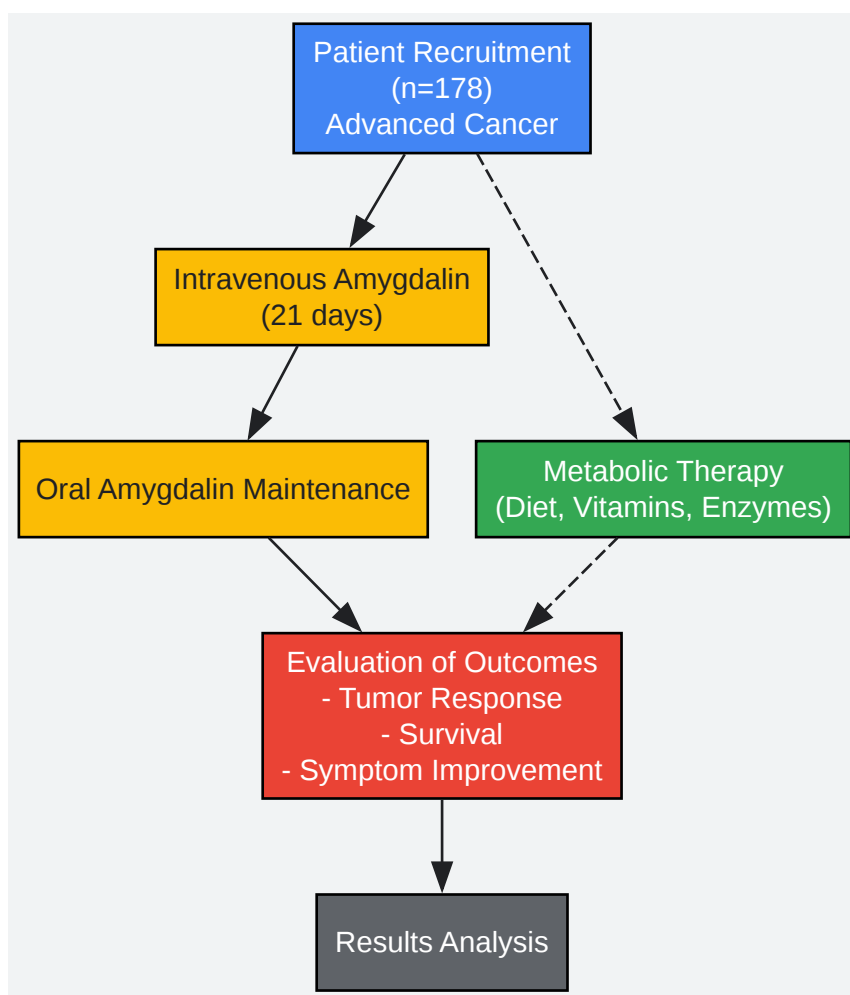 Patient Recruitment
(n=178)
Advanced Cancer
Intravenous Amygdalin
(21 days)
Oral Amygdalin Maintenance
Metabolic Therapy
(Diet, Vitamins, Enzymes)
Evaluation of Outcomes
- Tumor Response
- Survival
- Symptom Improvement
Results Analysis